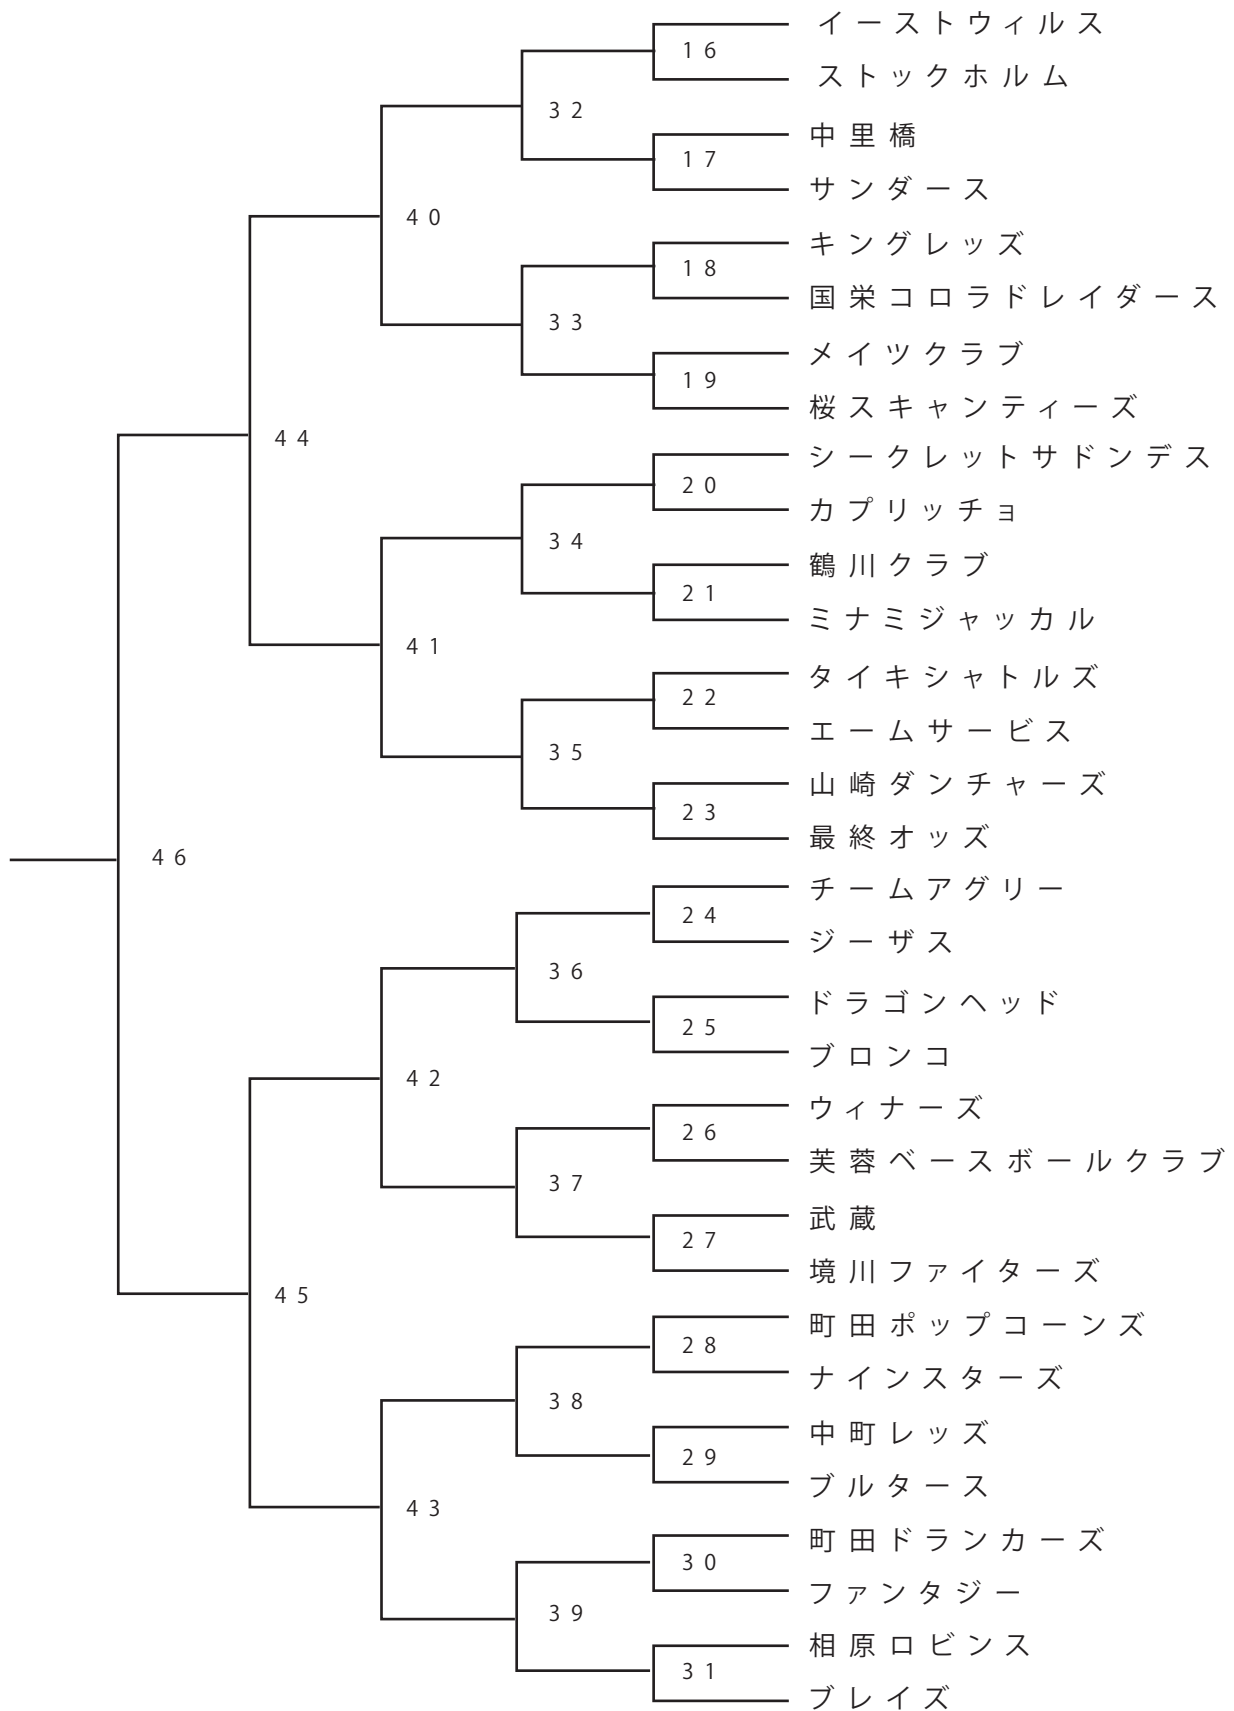 イーストウィルス
16
ストックホルム
32
中里橋
17
サンダース
40
キングレッズ
18
国栄コロラドレイダース
33
メイツクラブ
19
桜スキャンティーズ
44
シークレットサドンデス
20
カプリッチョ
34
鶴川クラブ
21
ミナミジャッカル
41
タイキシャトルズ
22
エームサービス
35
山崎ダンチャーズ
23
最終オッズ
46
チームアグリー
24
ジーザス
36
ドラゴンヘッド
25
ブロンコ
42
ウィナーズ
26
芙蓉ベースボールクラブ
37
武蔵
27
境川ファイターズ
45
町田ポップコーンズ
28
ナインスターズ
38
中町レッズ
29
ブルタース
43
町田ドランカーズ
30
ファンタジー
39
相原ロビンス
31
ブレイズ